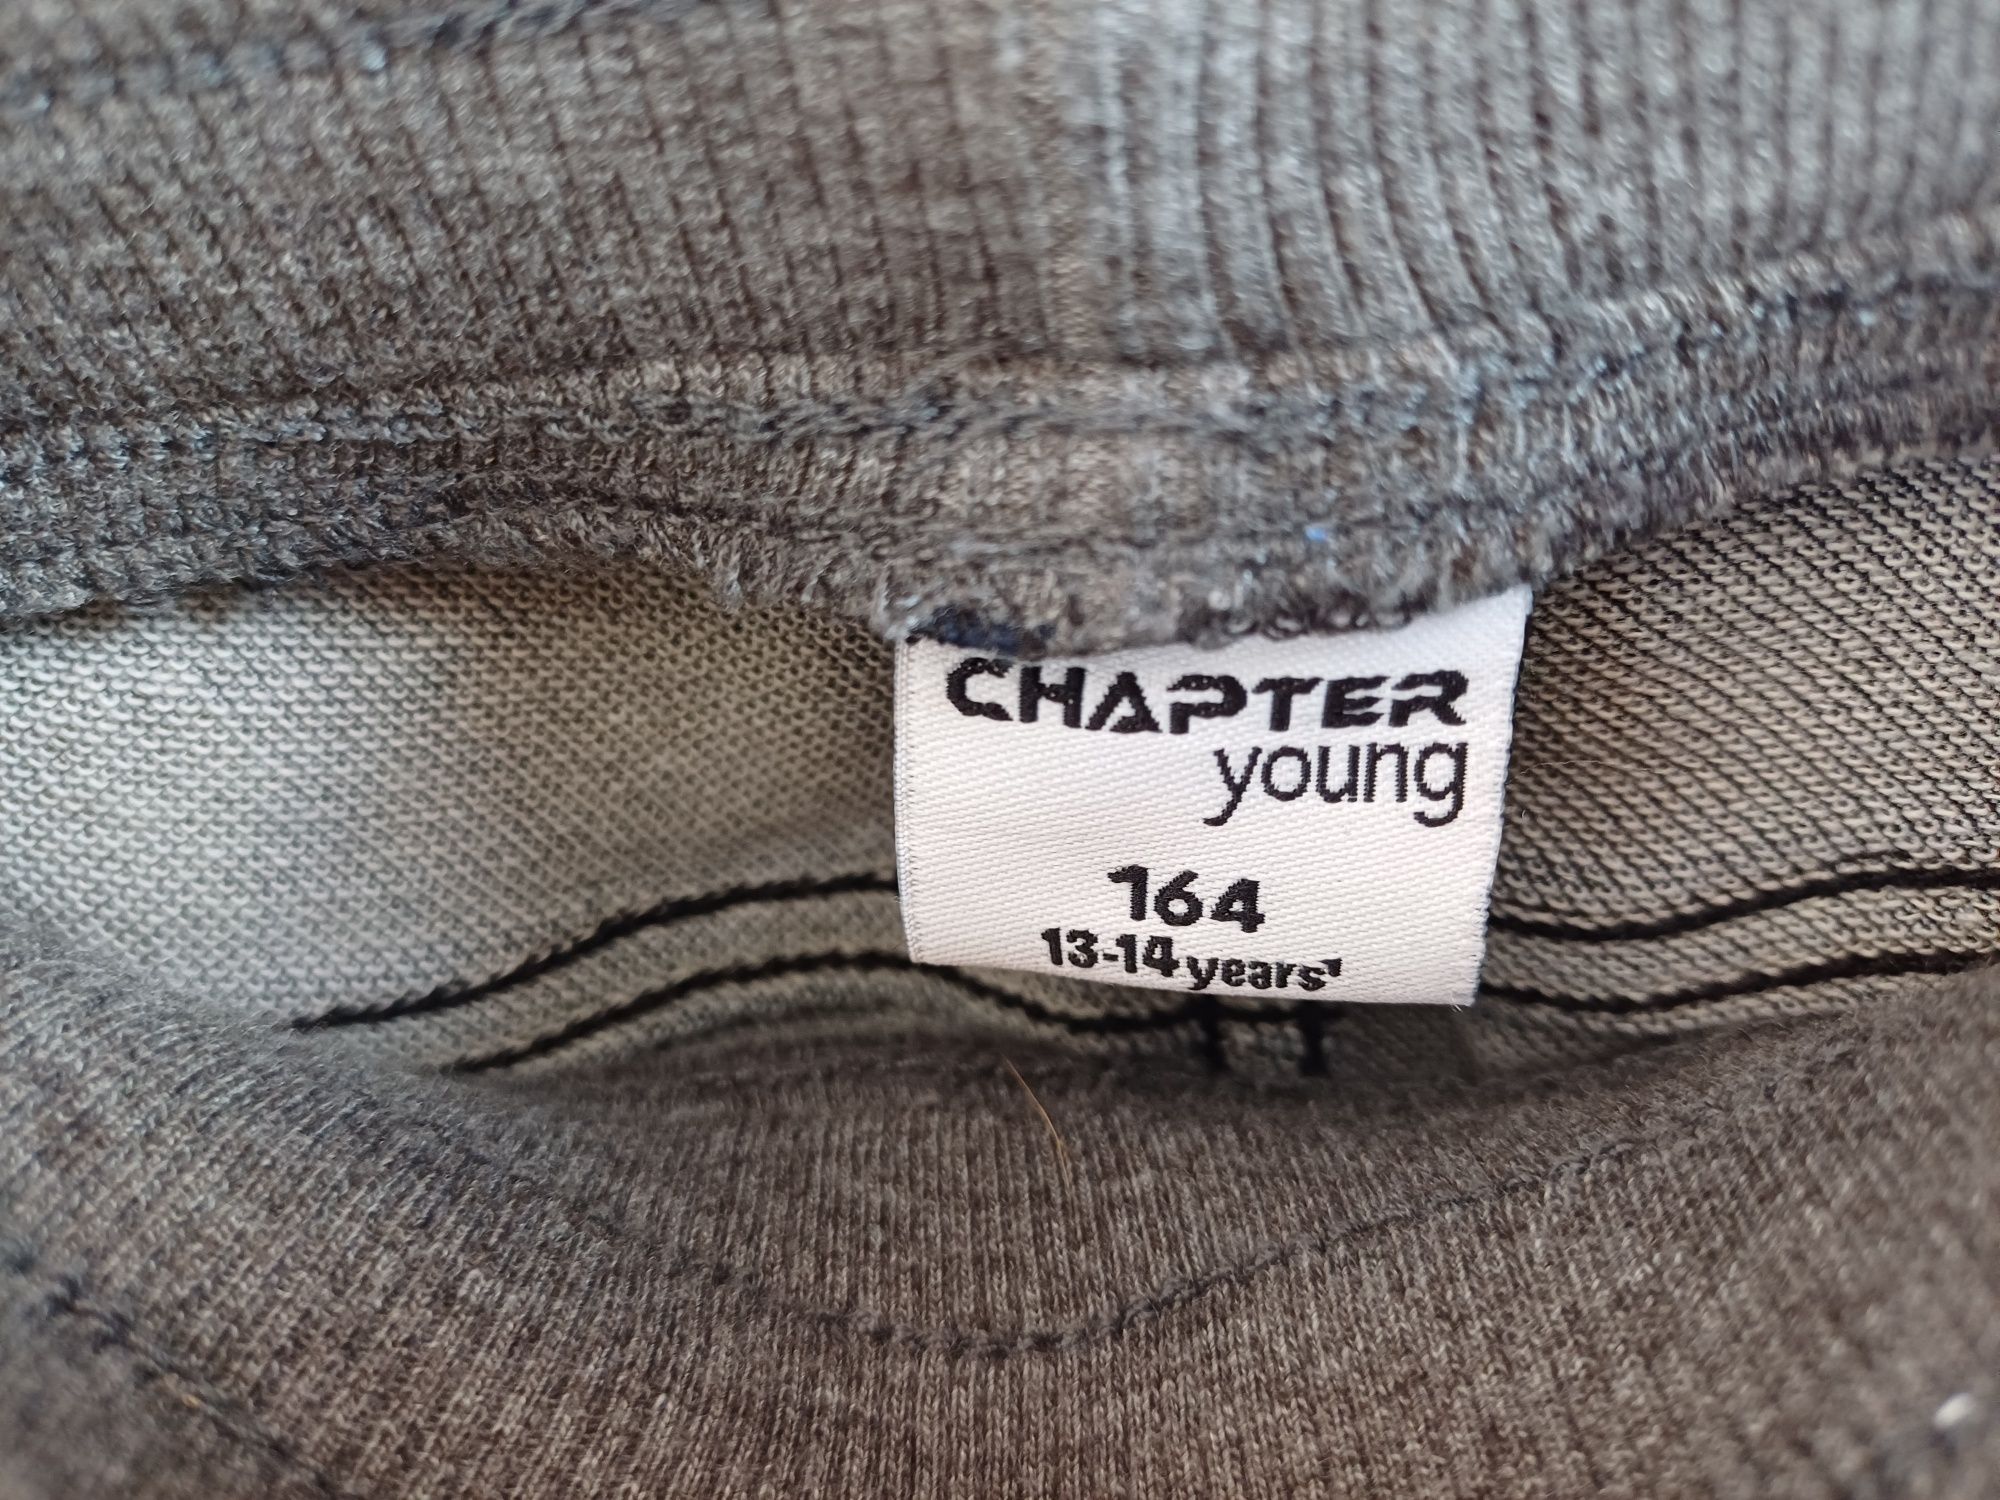 CHAPTER
young
164
13-14 years'